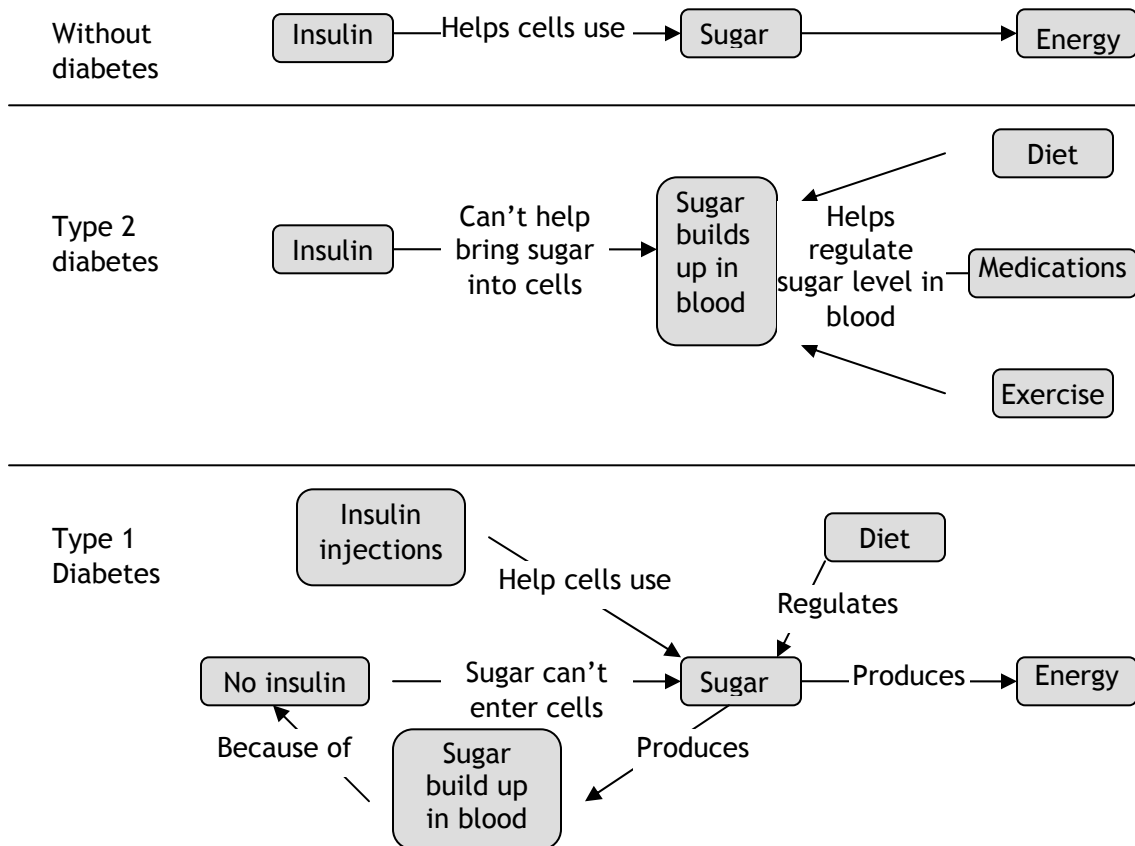 Without
diabetes
Insulin
Helps cells use
Sugar
Energy
Type 2
diabetes
Insulin
Can’t help
bring sugar
into cells
Sugar
builds
up in
blood
Helps
regulate
sugar level in
blood
Diet
Medications
Exercise
Type 1
Diabetes
Insulin
injections
Help cells use
Diet
Regulates
No insulin
Sugar can’t
enter cells
Sugar
Produces
Energy
Because of
Sugar
build up
in blood
Produces